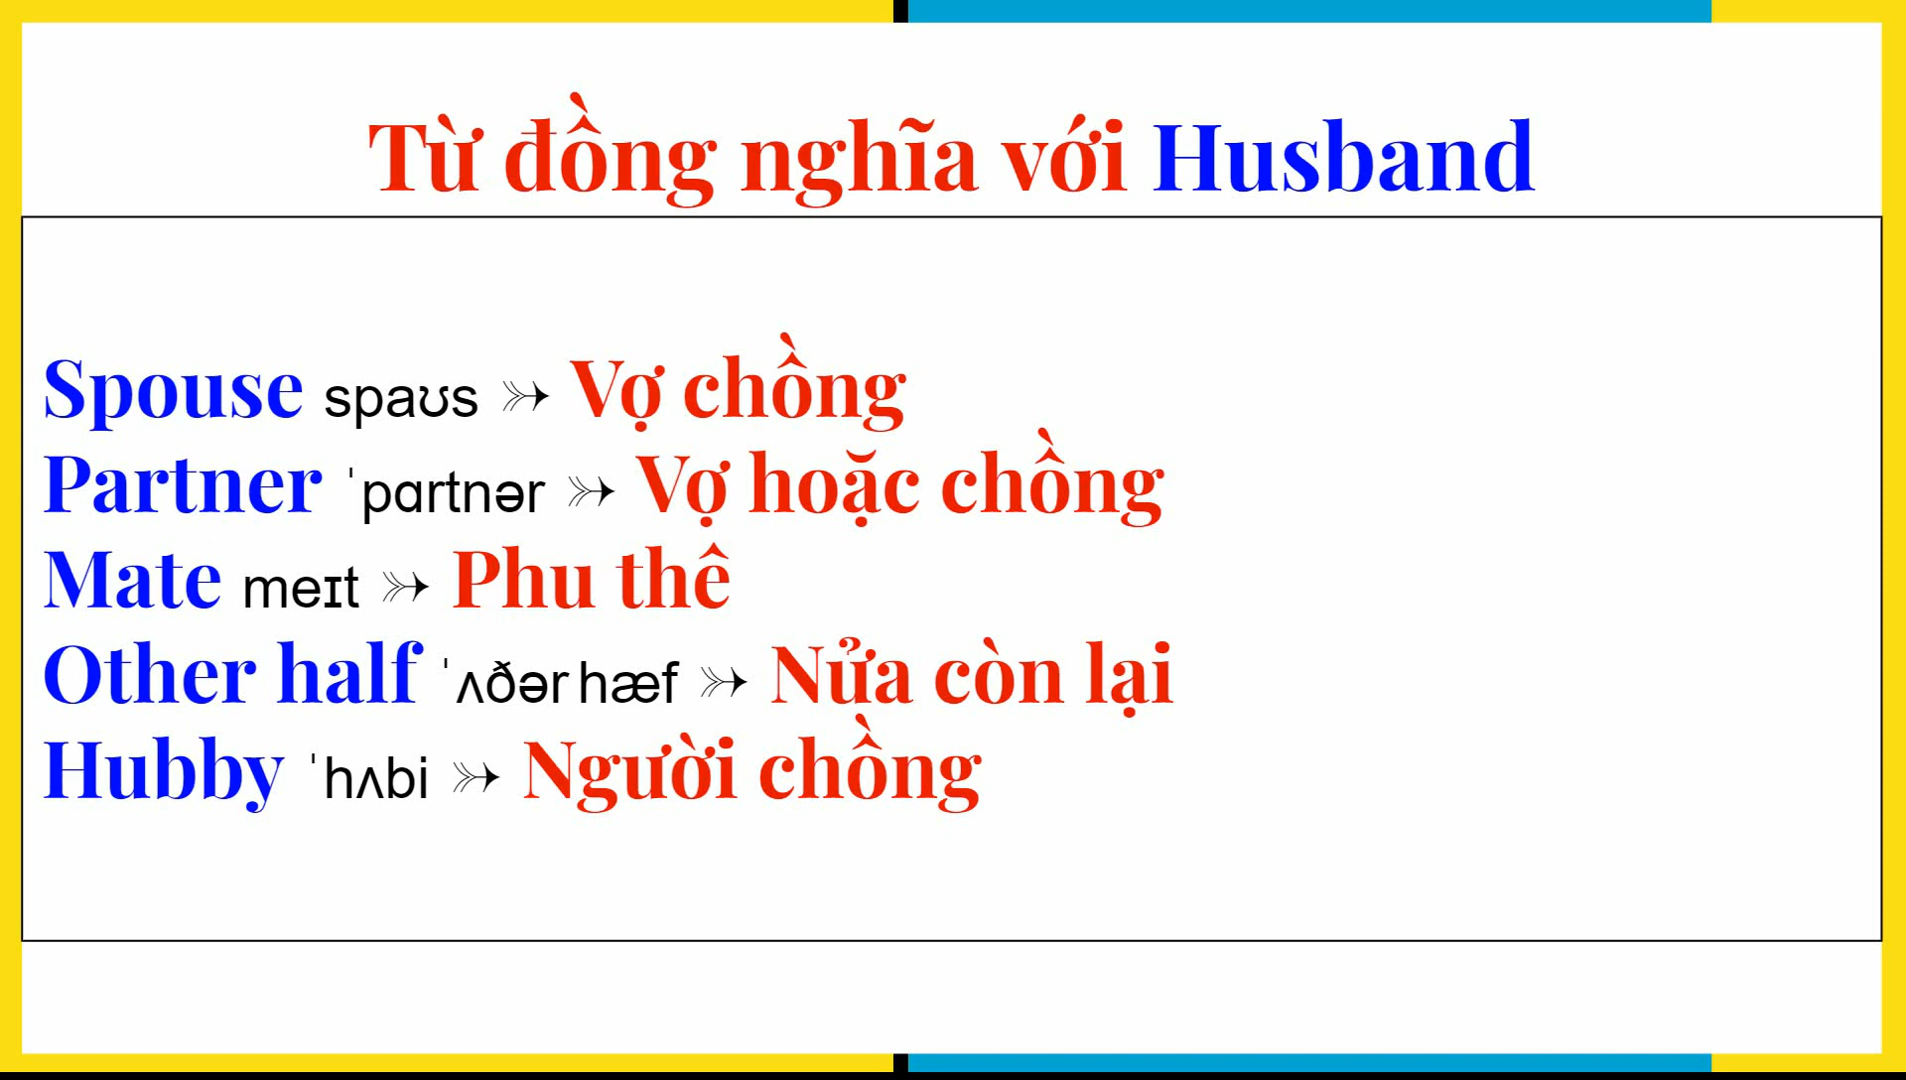 Từ đồng nghĩa với Husband
Spouse spaʊs ➳ Vợ chồng
Partner ˈpɑrtnər ➳ Vợ hoặc chồng
Mate meɪt ➳ Phu thê
Other half ˈʌðər hæf ➳ Nửa còn lại
Hubby ˈhʌbi ➳ Người chồng